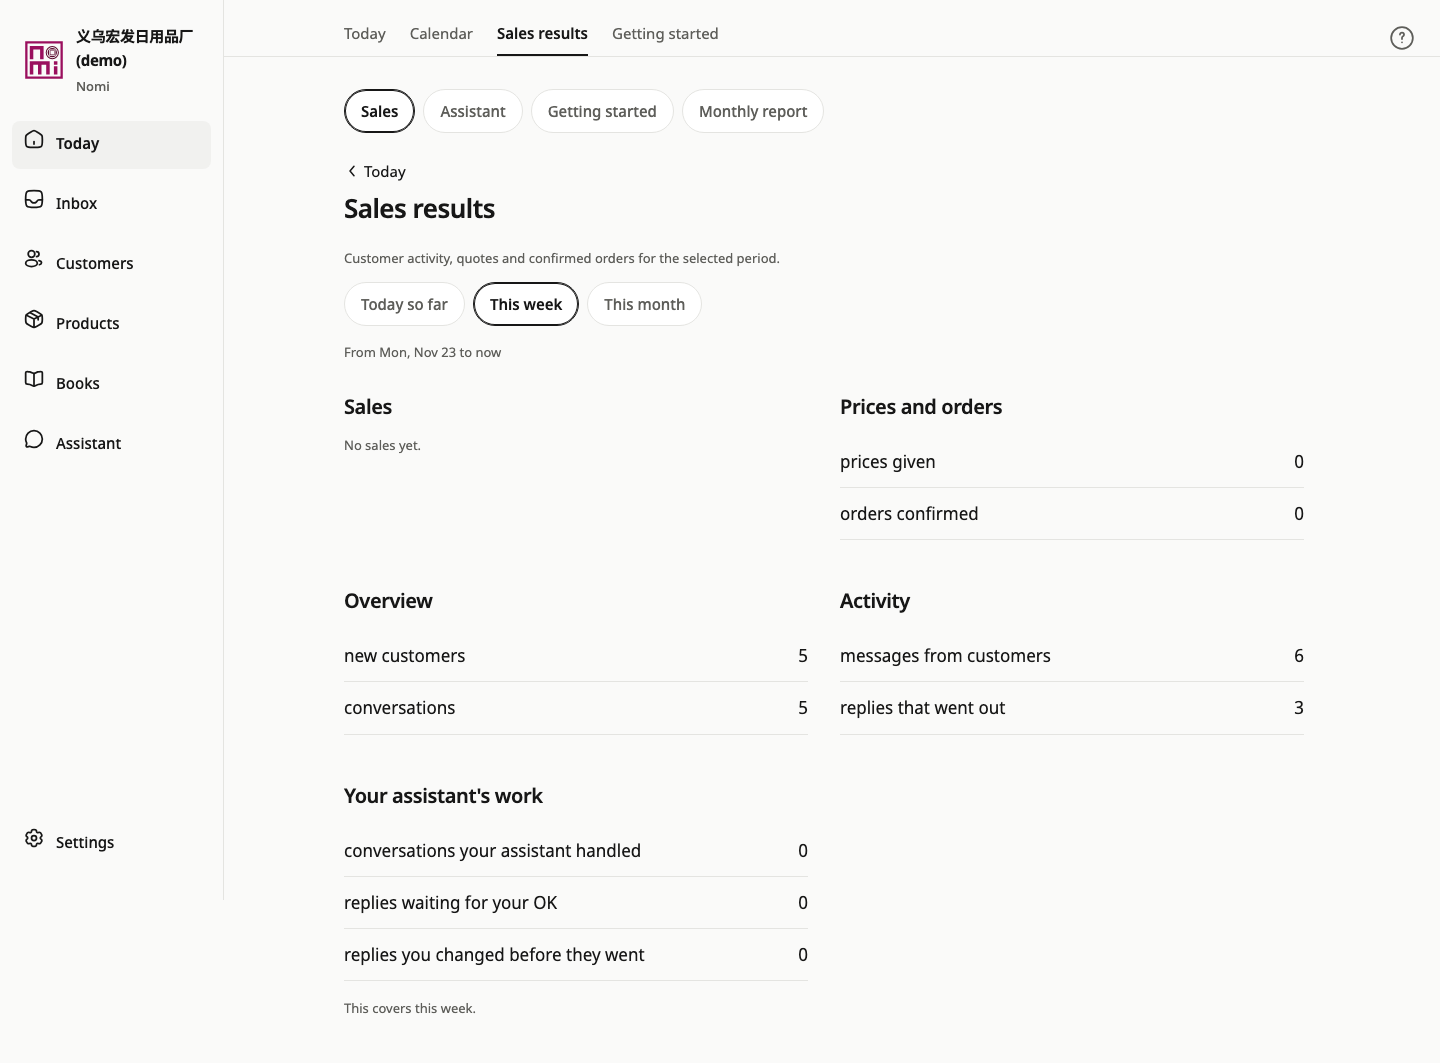 义乌宏发日用品厂
(demo)
Nomi
Today
Inbox
Customers
Products
Books
Assistant
Settings
Today Calendar Sales results Getting started
Sales Assistant Getting started Monthly report
Today
Sales results
Customer activity, quotes and confirmed orders for the selected period.
Today so far This week This month
From Mon, Nov 23 to now
Sales
No sales yet.
Prices and orders
prices given 0
orders confirmed 0
Overview
new customers 5
conversations 5
Activity
messages from customers 6
replies that went out 3
Your assistant's work
conversations your assistant handled 0
replies waiting for your OK 0
replies you changed before they went 0
This covers this week.